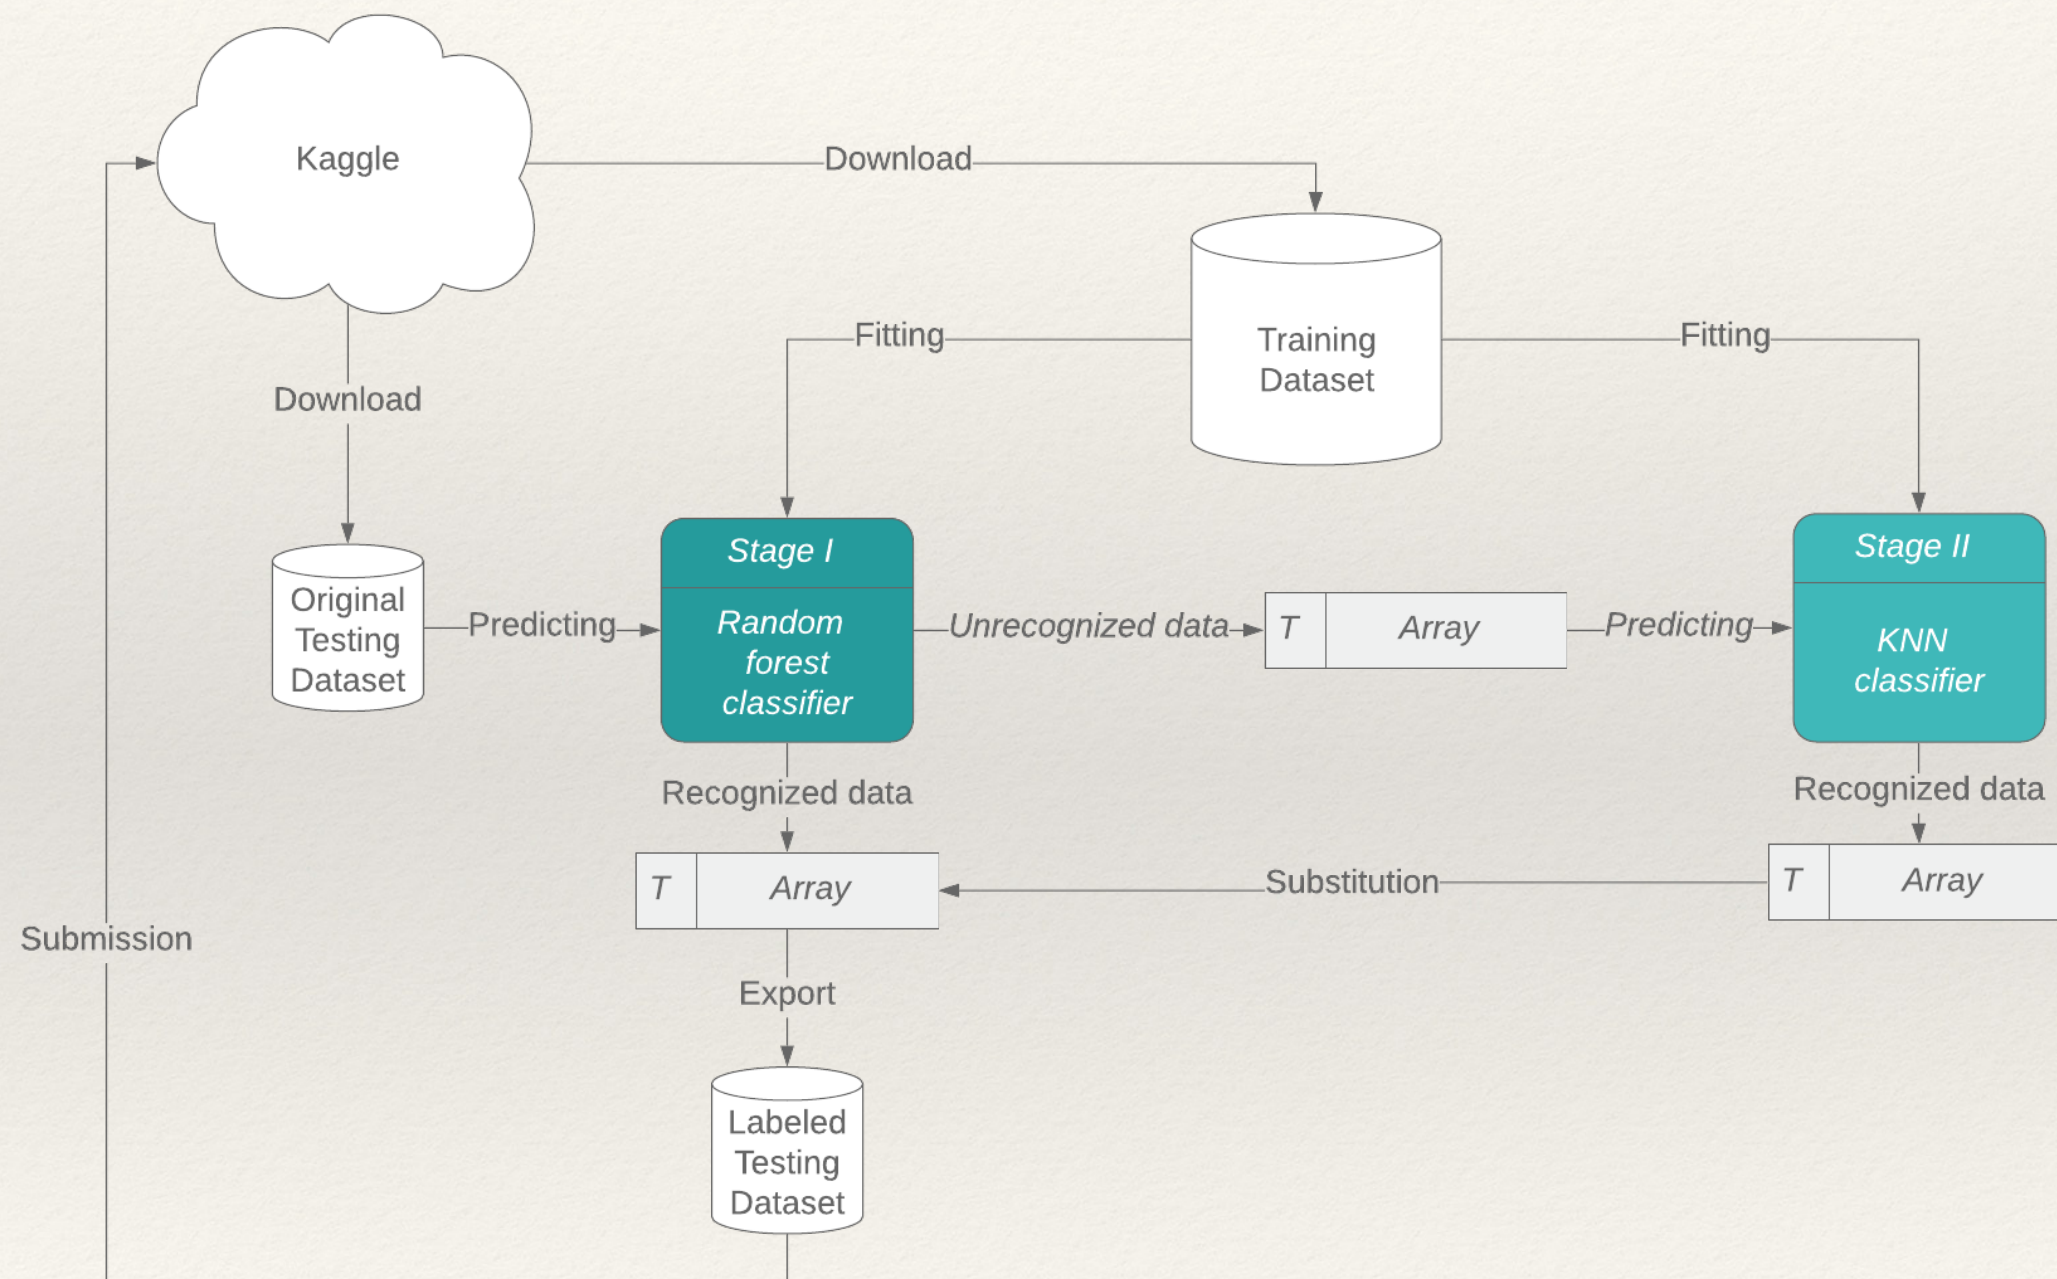 Kaggle
Download
Fitting
Training
Dataset
Fitting
Download
Stage I
Random
forest
classifier
Stage II
KNN
classifier
Original
Testing
Dataset
Predicting
Unrecognized data
T
Array
Predicting
Recognized data
Recognized data
T
Array
Substitution
T
Array
Submission
Export
Labeled
Testing
Dataset